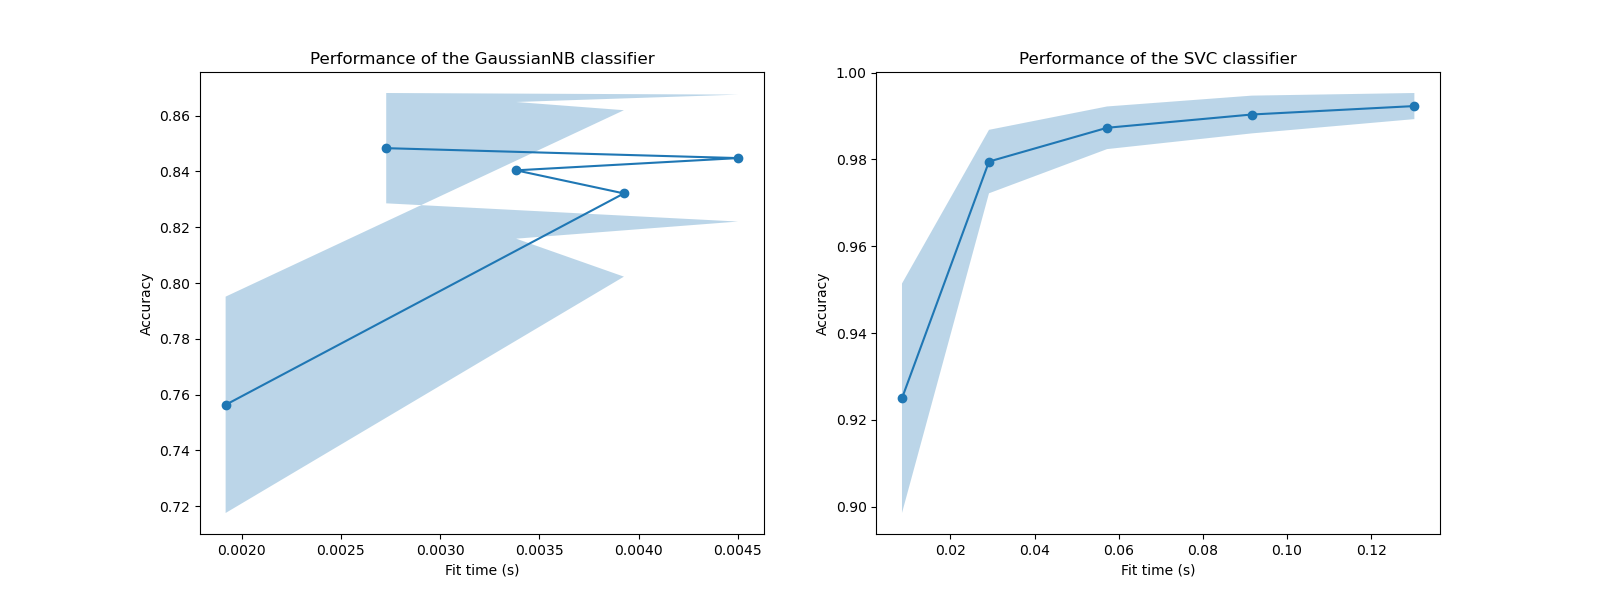 Performance of the GaussianNB classifier
Accuracy
0.86
0.84
0.82
0.80
0.78
0.76
0.74
0.72
0.0020 0.0025 0.0030 0.0035 0.0040 0.0045
Fit time (s)
Performance of the SVC classifier
Accuracy
1.00
0.98
0.96
0.94
0.92
0.90
0.02 0.04 0.06 0.08 0.10 0.12
Fit time (s)